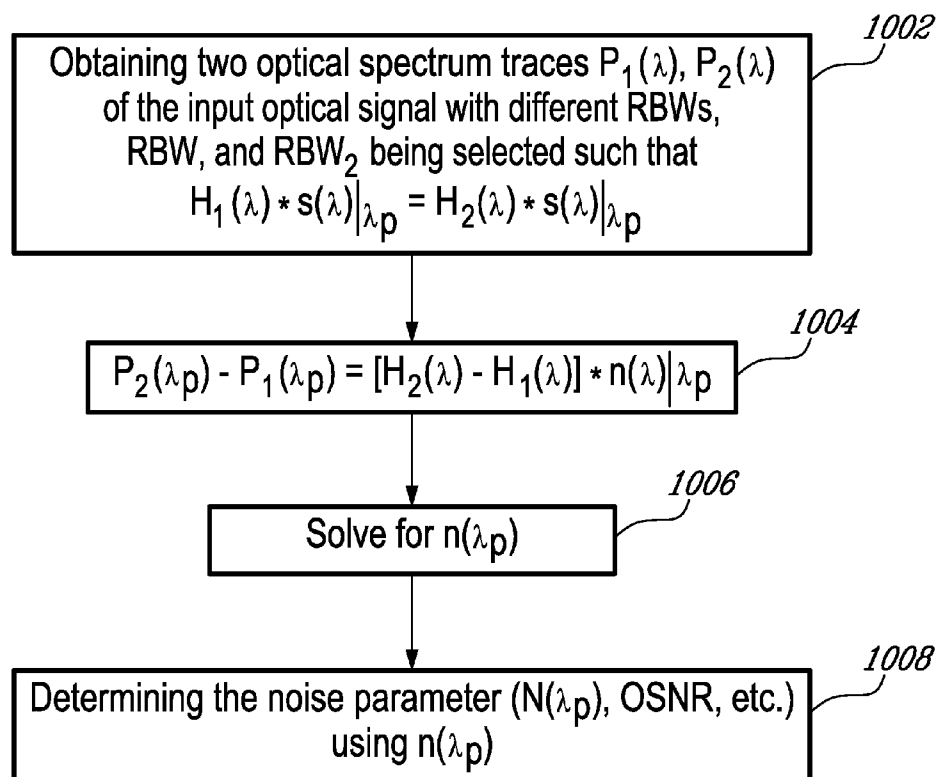 1002
Obtaining two optical spectrum traces P₁(λ), P₂(λ)
of the input optical signal with different RBWs,
RBW, and RBW₂ being selected such that
H₁(λ) * s(λ)|λp = H₂(λ) * s(λ)|λp
1004
P₂(λp) - P₁(λp) = [H₂(λ) - H₁(λ)] * n(λ)|λp
1006
Solve for n(λp)
1008
Determining the noise parameter (N(λp), OSNR, etc.)
using n(λp)